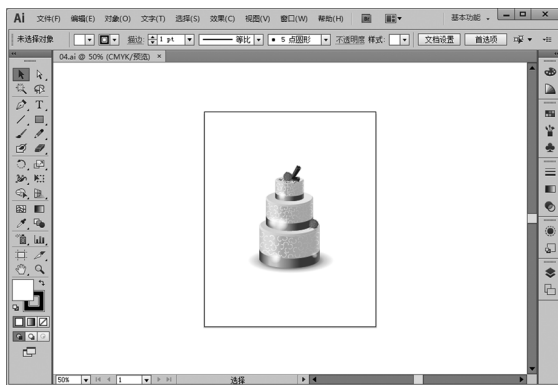 Ai 文件(F) 编辑(E) 对象(O) 文字(T) 选择(S) 效果(C) 视图(V) 窗口(W) 帮助(H) 基本功能
未选择对象 描边: 1 pt 等比 5 点圆形 不透明度 样式: 文档设置 首选项
04.ai @ 50% (CMYK/预览) ×
50% 1 选择